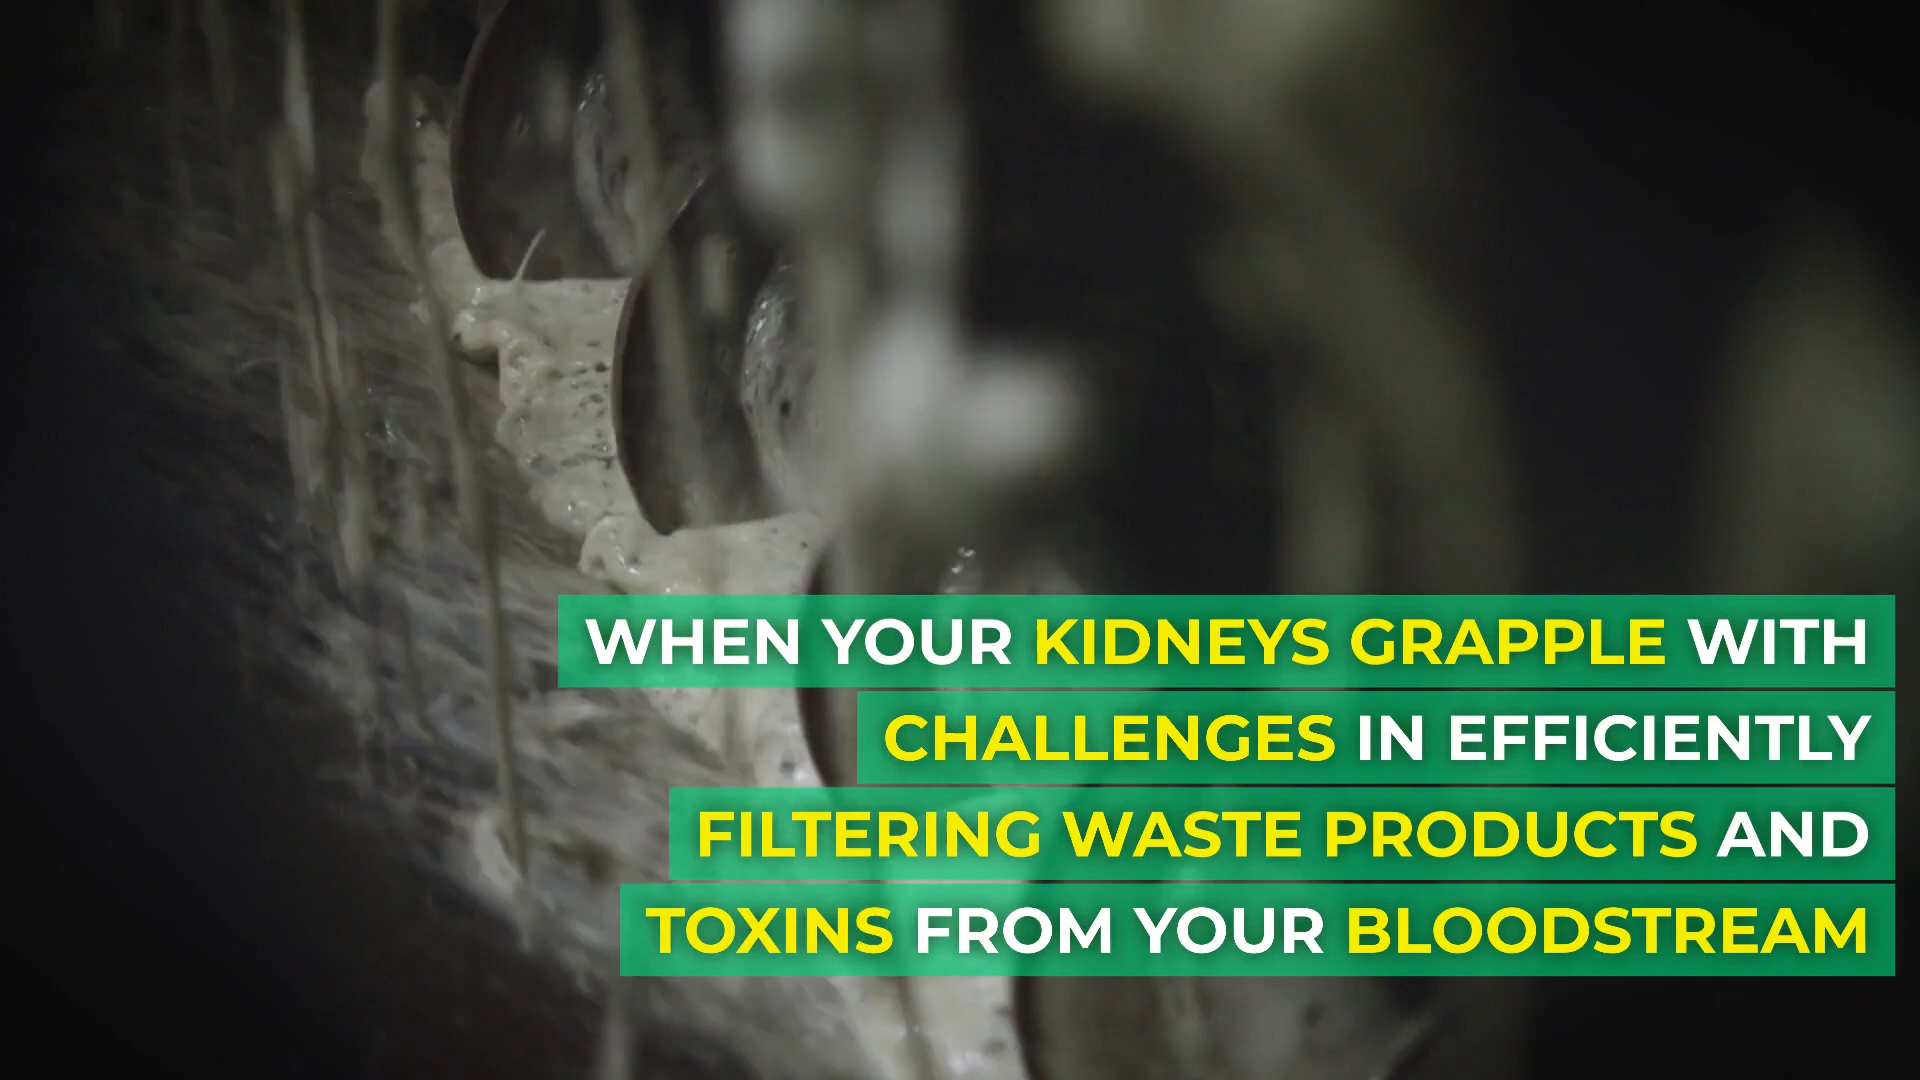 WHEN YOUR KIDNEYS GRAPPLE WITH
CHALLENGES IN EFFICIENTLY
FILTERING WASTE PRODUCTS AND
TOXINS FROM YOUR BLOODSTREAM